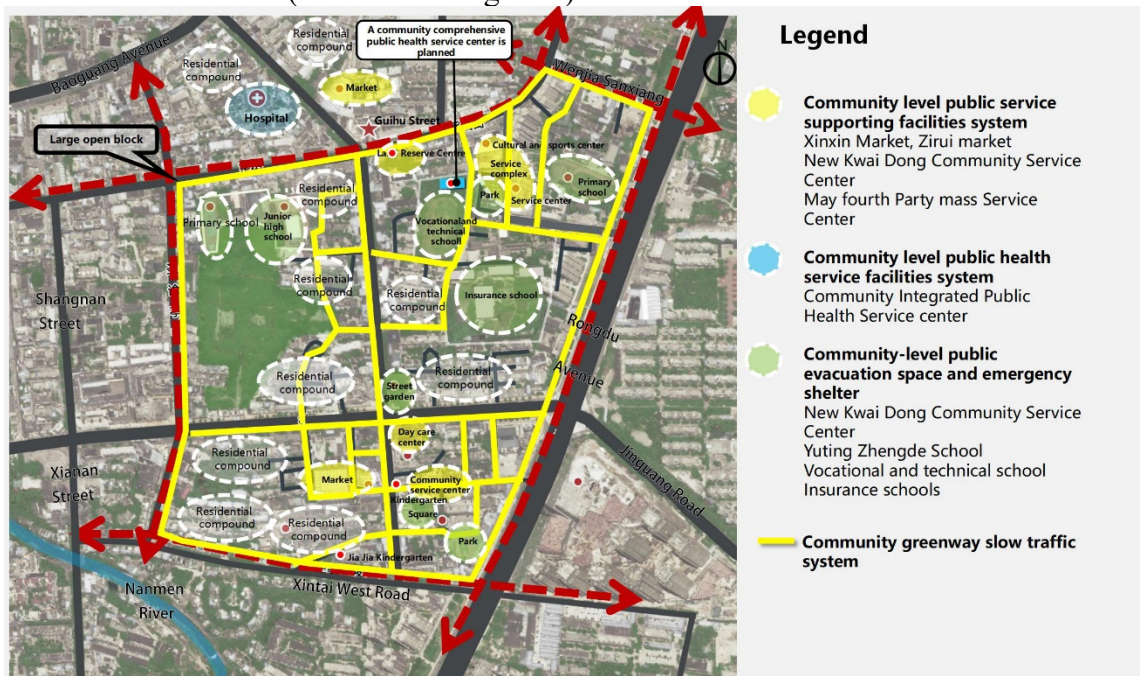 A community comprehensive
public health service center is
planned
N
Residential
compound
Baoguang Avenue
Residential
compound
Market
Hospital
Guihu Street
Wenjia Sanxiang
Large open block
Reserve Centre
Cultural and sports center
Service
complex
Service center
Park
Primary
school
Residential
compound
Primary school
Junior
high
school
Vocationaland
technical
schooll
Residential
compound
Residential
compound
Insurance school
Shangnan
Street
Rongdu
Avenue
Residential
compound
Street
garden
Residential
compound
Residential
compound
Day care
center
Xianan
Street
Market
Community
service center
Kindergarten
Square
Residential
compound
Residential
compound
Park
Jinguang Road
Jia Jia Kindergarten
Xintai West Road
Nanmen
River
Legend
Community level public service
supporting facilities system
Xinxin Market, Zirui market
New Kwai Dong Community Service
Center
May fourth Party mass Service
Center
Community level public health
service facilities system
Community Integrated Public
Health Service center
Community-level public
evacuation space and emergency
shelter
New Kwai Dong Community Service
Center
Yuting Zhengde School
Vocational and technical school
Insurance schools
Community greenway slow traffic
system